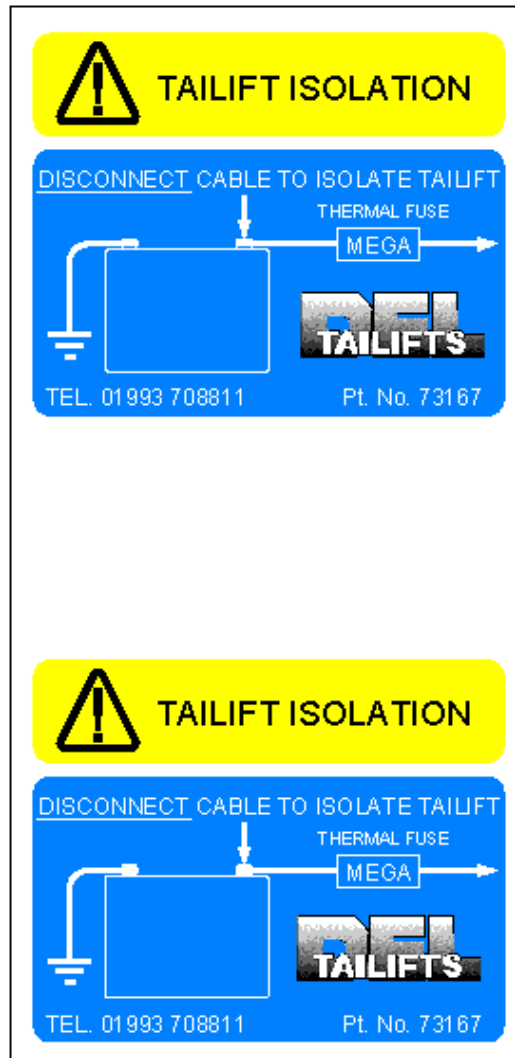 TAILIFT ISOLATION
DISCONNECT CABLE TO ISOLATE TAILIFT
THERMAL FUSE
MEGA
DEL
TAILIFTS
TEL. 01993 708811 Pt. No. 73167
TAILIFT ISOLATION
DISCONNECT CABLE TO ISOLATE TAILIFT
THERMAL FUSE
MEGA
DEL
TAILIFTS
TEL. 01993 708811 Pt. No. 73167